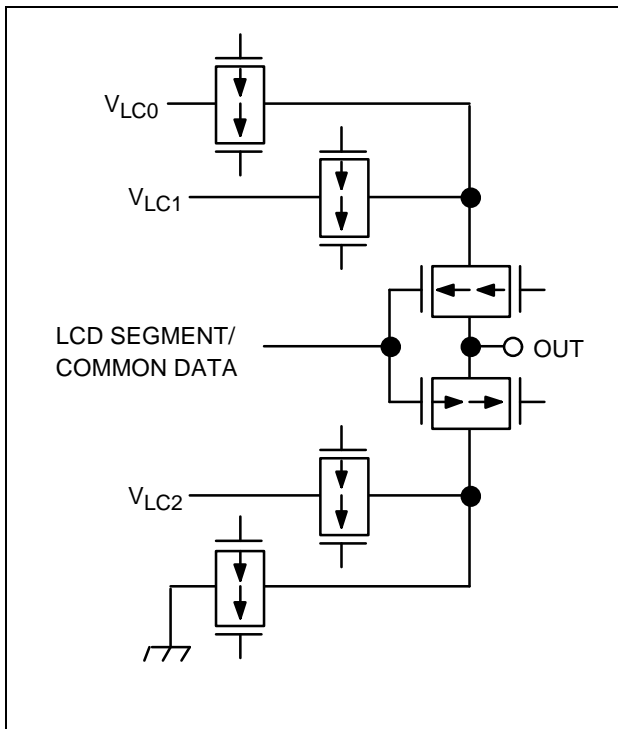 VLC0
VLC1
LCD SEGMENT/
COMMON DATA
OUT
VLC2